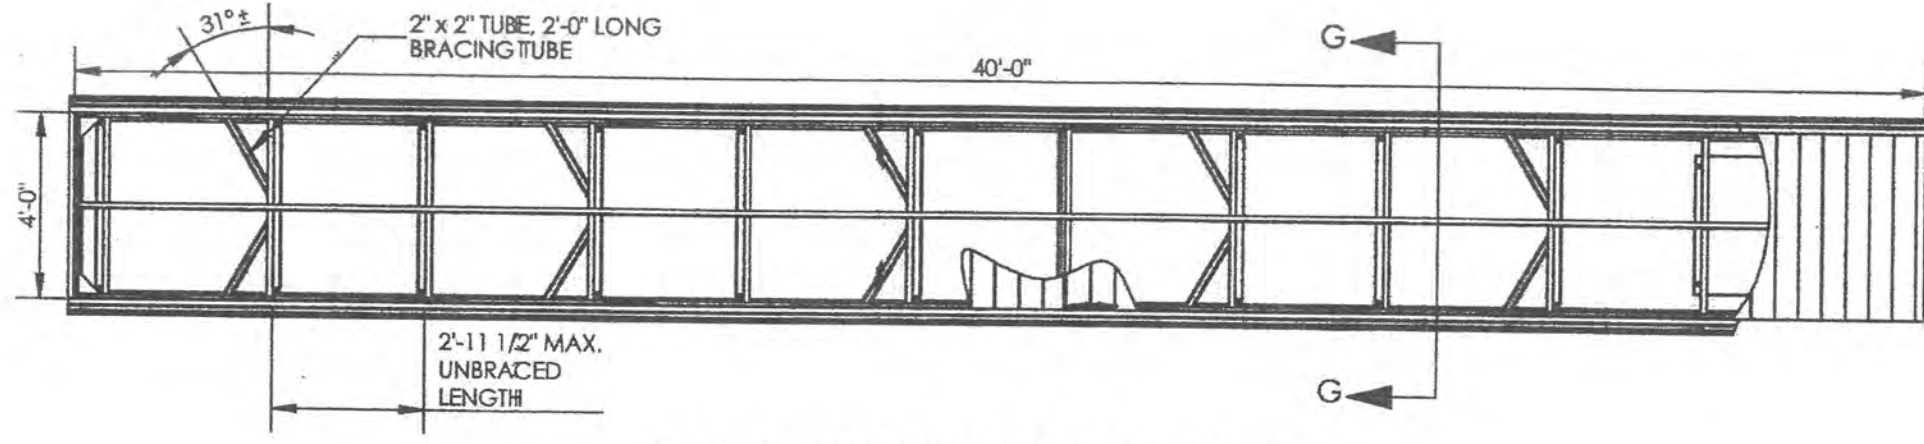 31°±
2" x 2" TUBE, 2'-0" LONG
BRACING TUBE
G
40'-0"
4'-0"
2'-11 1/2" MAX.
UNBRACED
LENGTH
G